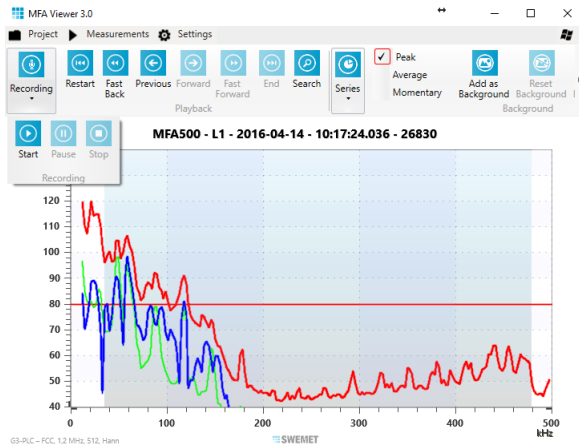 MFA Viewer 3.0
Project Measurements Settings
Recording
Restart Fast Back Previous Forward Fast Forward End Search
Playback
Series
Peak
Average
Momentary
Add as Background Reset Background
Background
Start Pause Stop
Recording
MFA500 - L1 - 2016-04-14 - 10:17:24.036 - 26830
120
110
100
90
80
70
60
50
40
0 100 200 300 400 500
kHz
G3-PLC – FCC, 1,2 MHz, 512, Hann
SWEMET